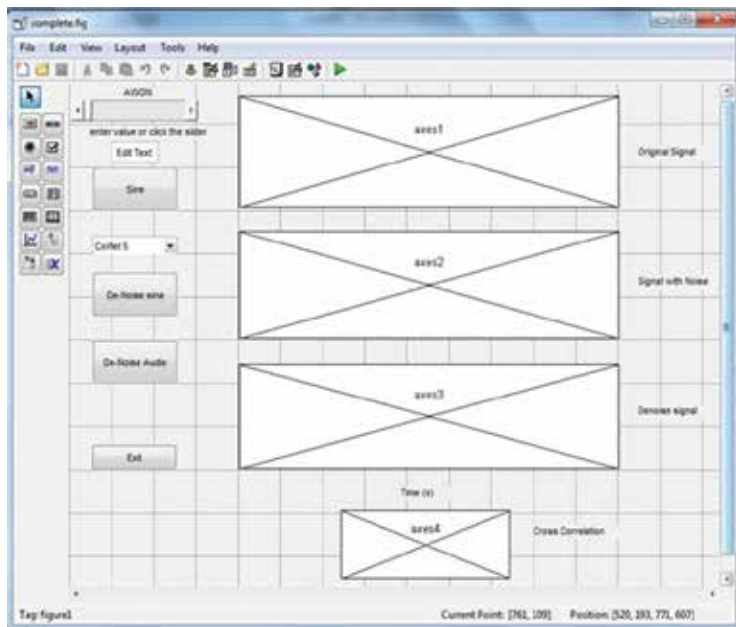 complete.fig
File Edit View Layout Tools Help
enter value or click the slider
Edit Text
Sine
Coiflet 5
De-Noise sine
De-Noise Audio
Exit
axes1
Original Signal
axes2
Signal with Noise
axes3
Denoise signal
Time (s)
axes4
Cross Correlation
Tag: figure1
Current Point: [761, 109] Position: [520, 193, 771, 607]